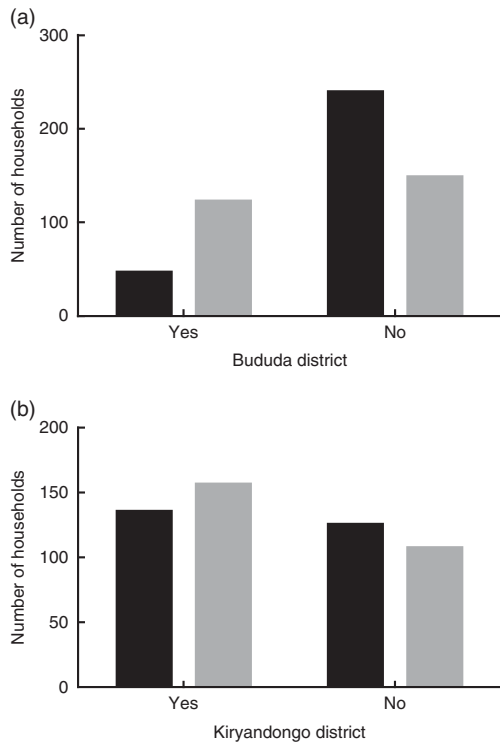 (a)
300
200
100
0
Number of households
Yes No
Bududa district
(b)
200
150
100
50
0
Number of households
Yes No
Kiryandongo district